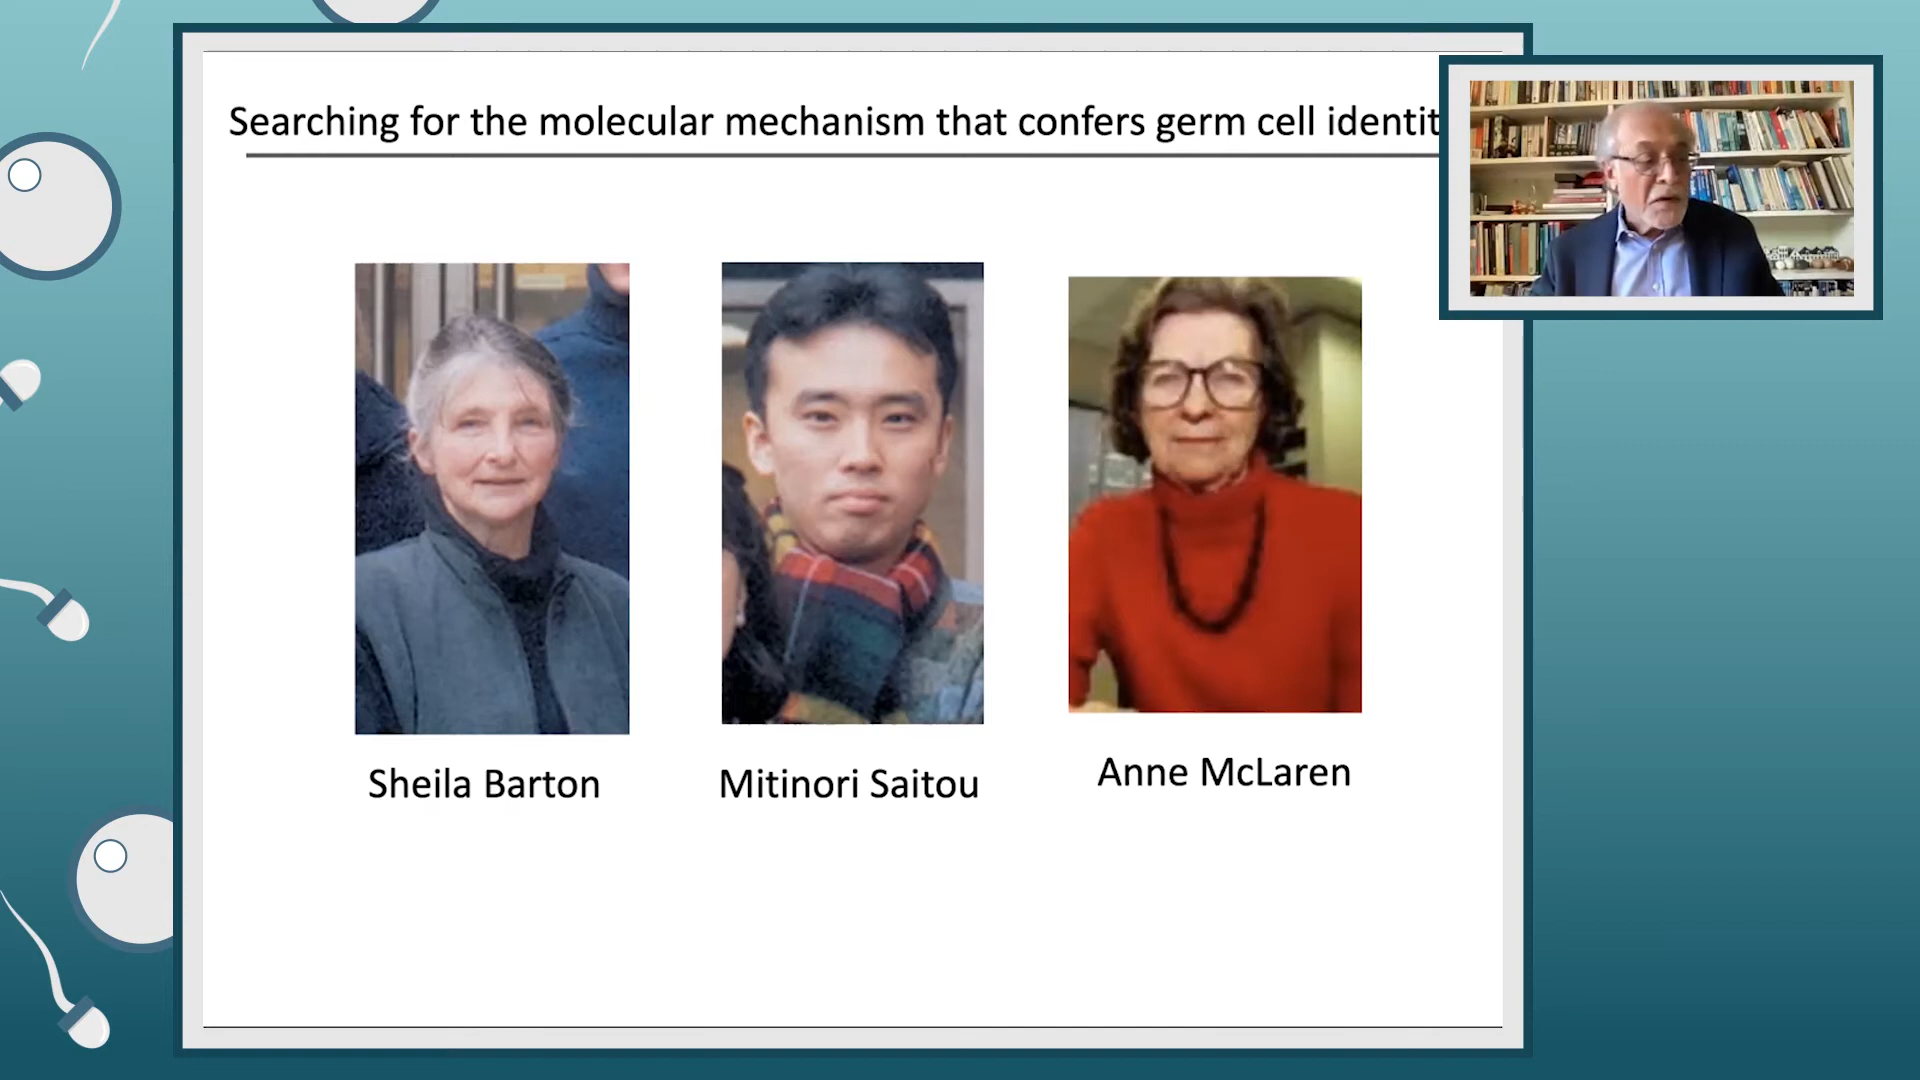 Searching for the molecular mechanism that confers germ cell identit
Sheila Barton
Mitinori Saitou
Anne McLaren